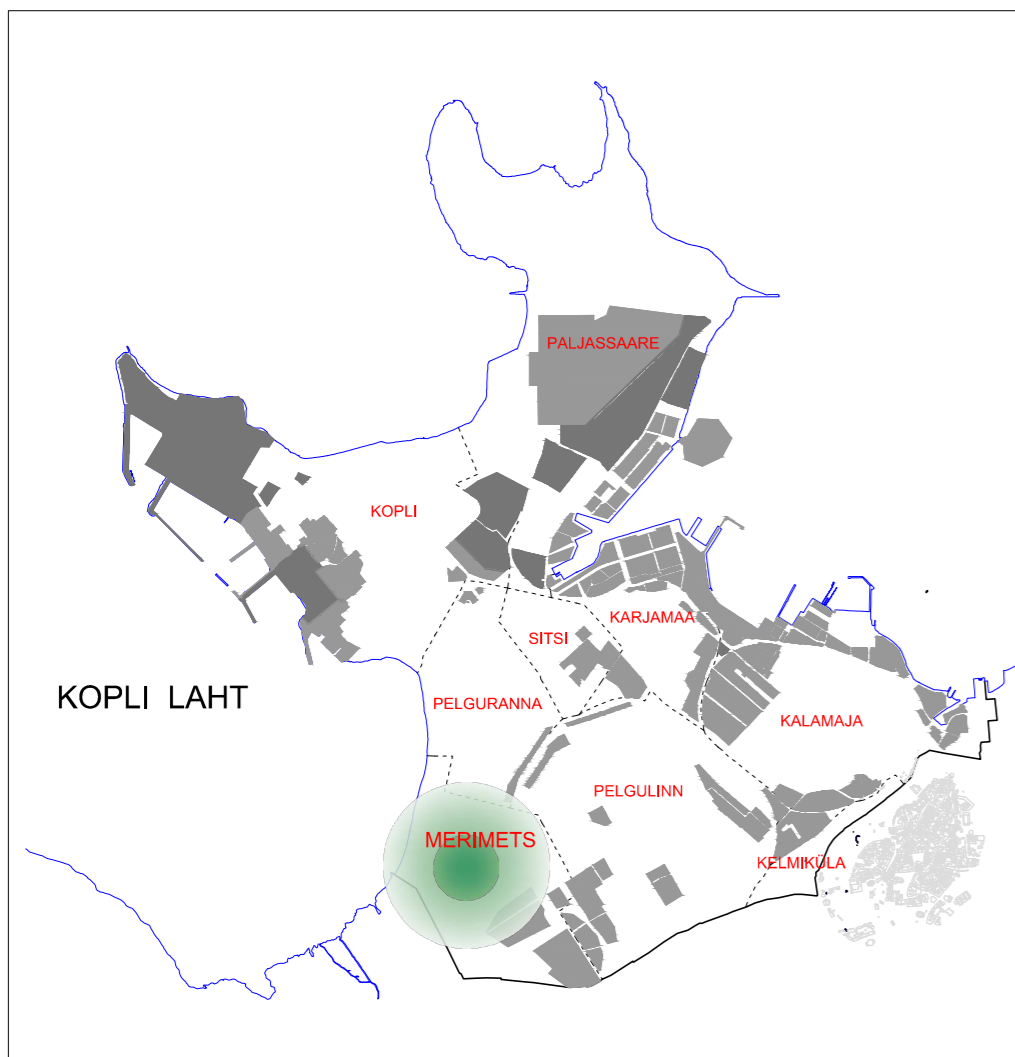 PALJASSAARE
KOPLI
KARJAMAA
SITSI
KOPLI LAHT
PELGURANNA
KALAMAJA
PELGULINN
MERIMETS
KELMIKÜLA